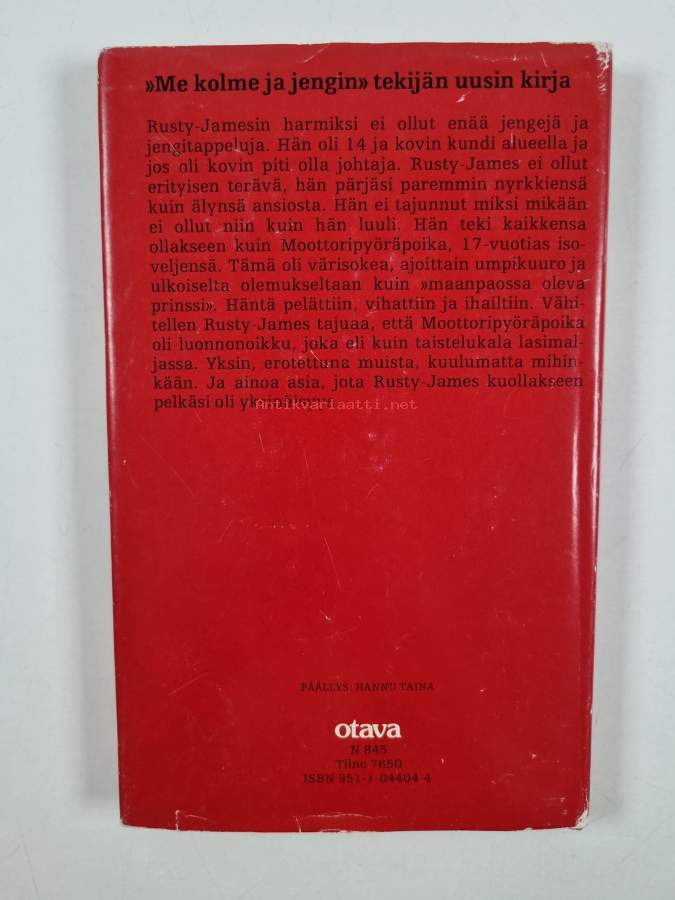 »Me kolme ja jengin» tekijän uusin kirja
Rusty-Jamesin harmiksi ei ollut enää jengejä ja
jengitappeluja. Hän oli 14 ja kovin kundi alueella ja
jos oli kovin piti olla johtaja. Rusty-James ei ollut
erityisen terävä, hän pärjäsi paremmin nyrkkiensä
kuin älynsä ansiosta. Hän ei tajunnut miksi mikään
ei ollut niin kuin hän luuli. Hän teki kaikkensa
ollakseen kuin Moottoripyöräpoika, 17-vuotias iso-
veljensä. Tämä oli värisokea, ajoittain umpikuuro ja
ulkoiselta olemukseltaan kuin »maanpaossa oleva
prinssi». Häntä pelättiin, vihattiin ja ihailtiin. Vähi-
tellen Rusty-James tajuaa, että Moottoripyöräpoika
oli luonnonoikku, joka eli kuin taistelukala lasimal-
jassa. Yksin, erotettuna muista, kuulumatta mihin-
kään. Ja ainoa asia, jota Rusty-James kuollakseen
pelkäsi oli yksinäisyys.
Antikvariaatti.net
PÄÄLLYS: HANNU TAINA
otava
N 845
Tilno 7650
ISBN 951-1-04404-4